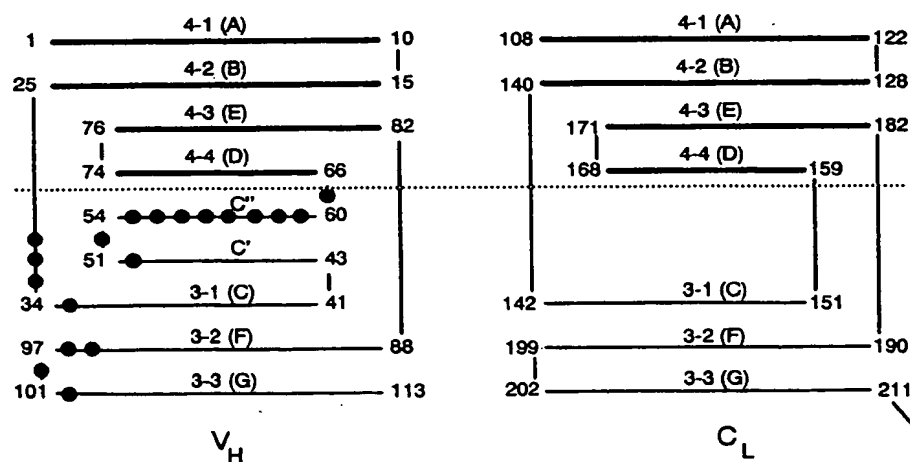 4-1 (A)
1 10
4-2 (B)
25 15
4-3 (E)
76 82
4-4 (D)
74 66
C"
54 60
C'
51 43
3-1 (C)
34 41
3-2 (F)
97 88
3-3 (G)
101 113
VH
4-1 (A)
108 122
4-2 (B)
140 128
4-3 (E)
171 182
4-4 (D)
168 159
3-1 (C)
142 151
3-2 (F)
199 190
3-3 (G)
202 211
CL